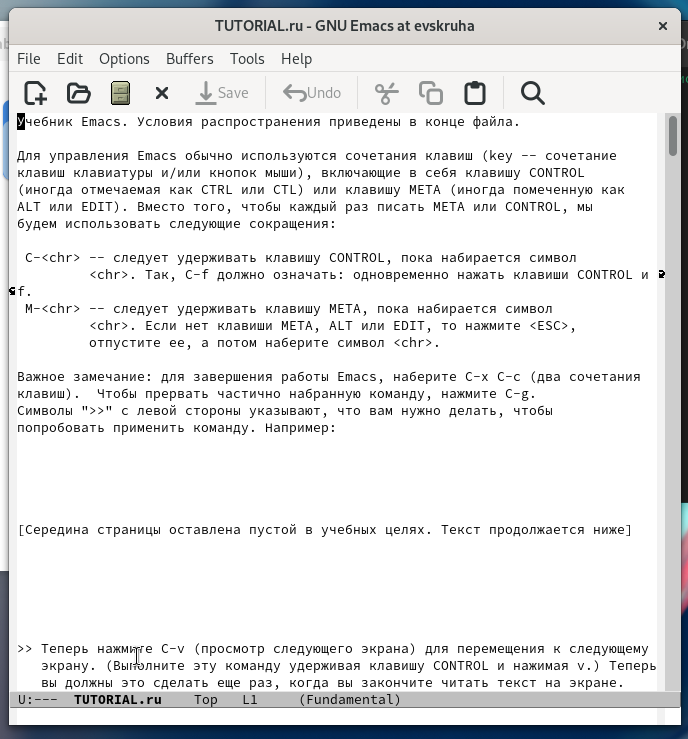 TUTORIAL.ru - GNU Emacs at evskruha
File Edit Options Buffers Tools Help
Save Undo
Учебник Emacs. Условия распространения приведены в конце файла.
Для управления Emacs обычно используются сочетания клавиш (key -- сочетание
клавиш клавиатуры и/или кнопок мыши), включающие в себя клавишу CONTROL
(иногда отмечаемая как CTRL или CTL) или клавишу META (иногда помеченную как
ALT или EDIT). Вместо того, чтобы каждый раз писать META или CONTROL, мы
будем использовать следующие сокращения:
C-<chr> -- следует удерживать клавишу CONTROL, пока набирается символ
<chr>. Так, C-f должно означать: одновременно нажать клавиши CONTROL и
f.
M-<chr> -- следует удерживать клавишу META, пока набирается символ
<chr>. Если нет клавиши META, ALT или EDIT, то нажмите <ESC>,
отпустите ее, а потом наберите символ <chr>.
Важное замечание: для завершения работы Emacs, наберите C-x C-c (два сочетания
клавиш).  Чтобы прервать частично набранную команду, нажмите C-g.
Символы ">>" с левой стороны указывают, что вам нужно делать, чтобы
попробовать применить команду. Например:
[Середина страницы оставлена пустой в учебных целях. Текст продолжается ниже]
>> Теперь нажмите C-v (просмотр следующего экрана) для перемещения к следующему
экрану. (Выполните эту команду удерживая клавишу CONTROL и нажимая v.) Теперь
вы должны это сделать еще раз, когда вы закончите читать текст на экране.
U:--- TUTORIAL.ru Top L1 (Fundamental)